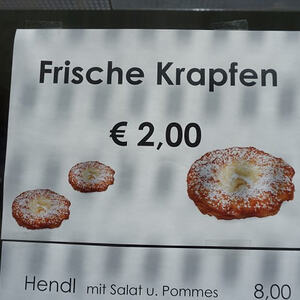 Frische Krapfen
€ 2,00
Hendl mit Salat u. Pommes 8,00